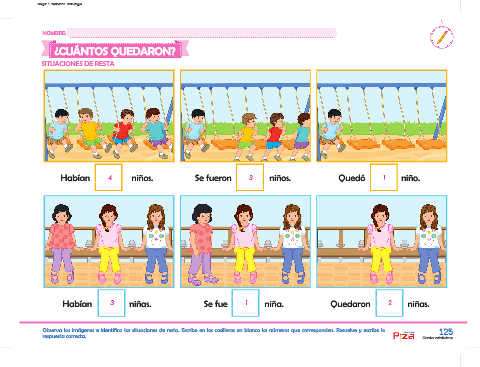 NOMBRE:
¿CUÁNTOS QUEDARON?
SITUACIONES DE RESTA
Habían 4 niños. Se fueron 3 niños. Quedó 1 niño.
Habían 3 niñas. Se fue 1 niña. Quedaron 2 niñas.
Observa las imágenes e identifica las situaciones de resta. Escribe en los casilleros en blanco los números que corresponden. Resuelve y escribe la
respuesta correcta.
125